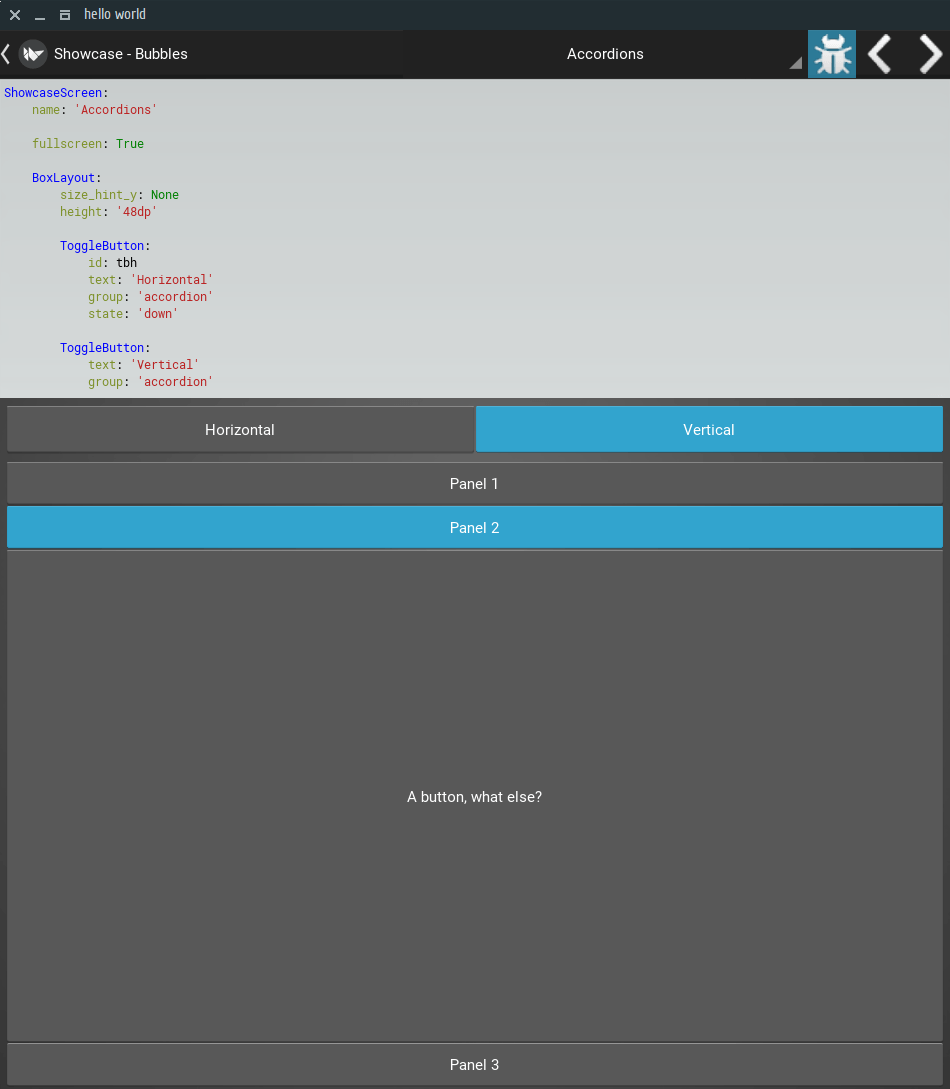 hello world
Showcase - Bubbles Accordions
ShowcaseScreen:
    name: 'Accordions'
    fullscreen: True
    BoxLayout:
        size_hint_y: None
        height: '48dp'
        ToggleButton:
            id: tbh
            text: 'Horizontal'
            group: 'accordion'
            state: 'down'
        ToggleButton:
            text: 'Vertical'
            group: 'accordion'
Horizontal Vertical
Panel 1
Panel 2
A button, what else?
Panel 3